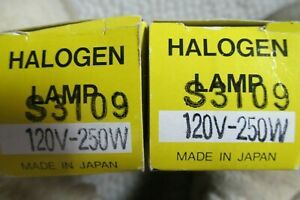 HALOGEN
LAMP
S3109
120V-250W
MADE IN JAPAN
HALOGEN
LAMP
S3109
120V-250W
MADE IN JAPAN